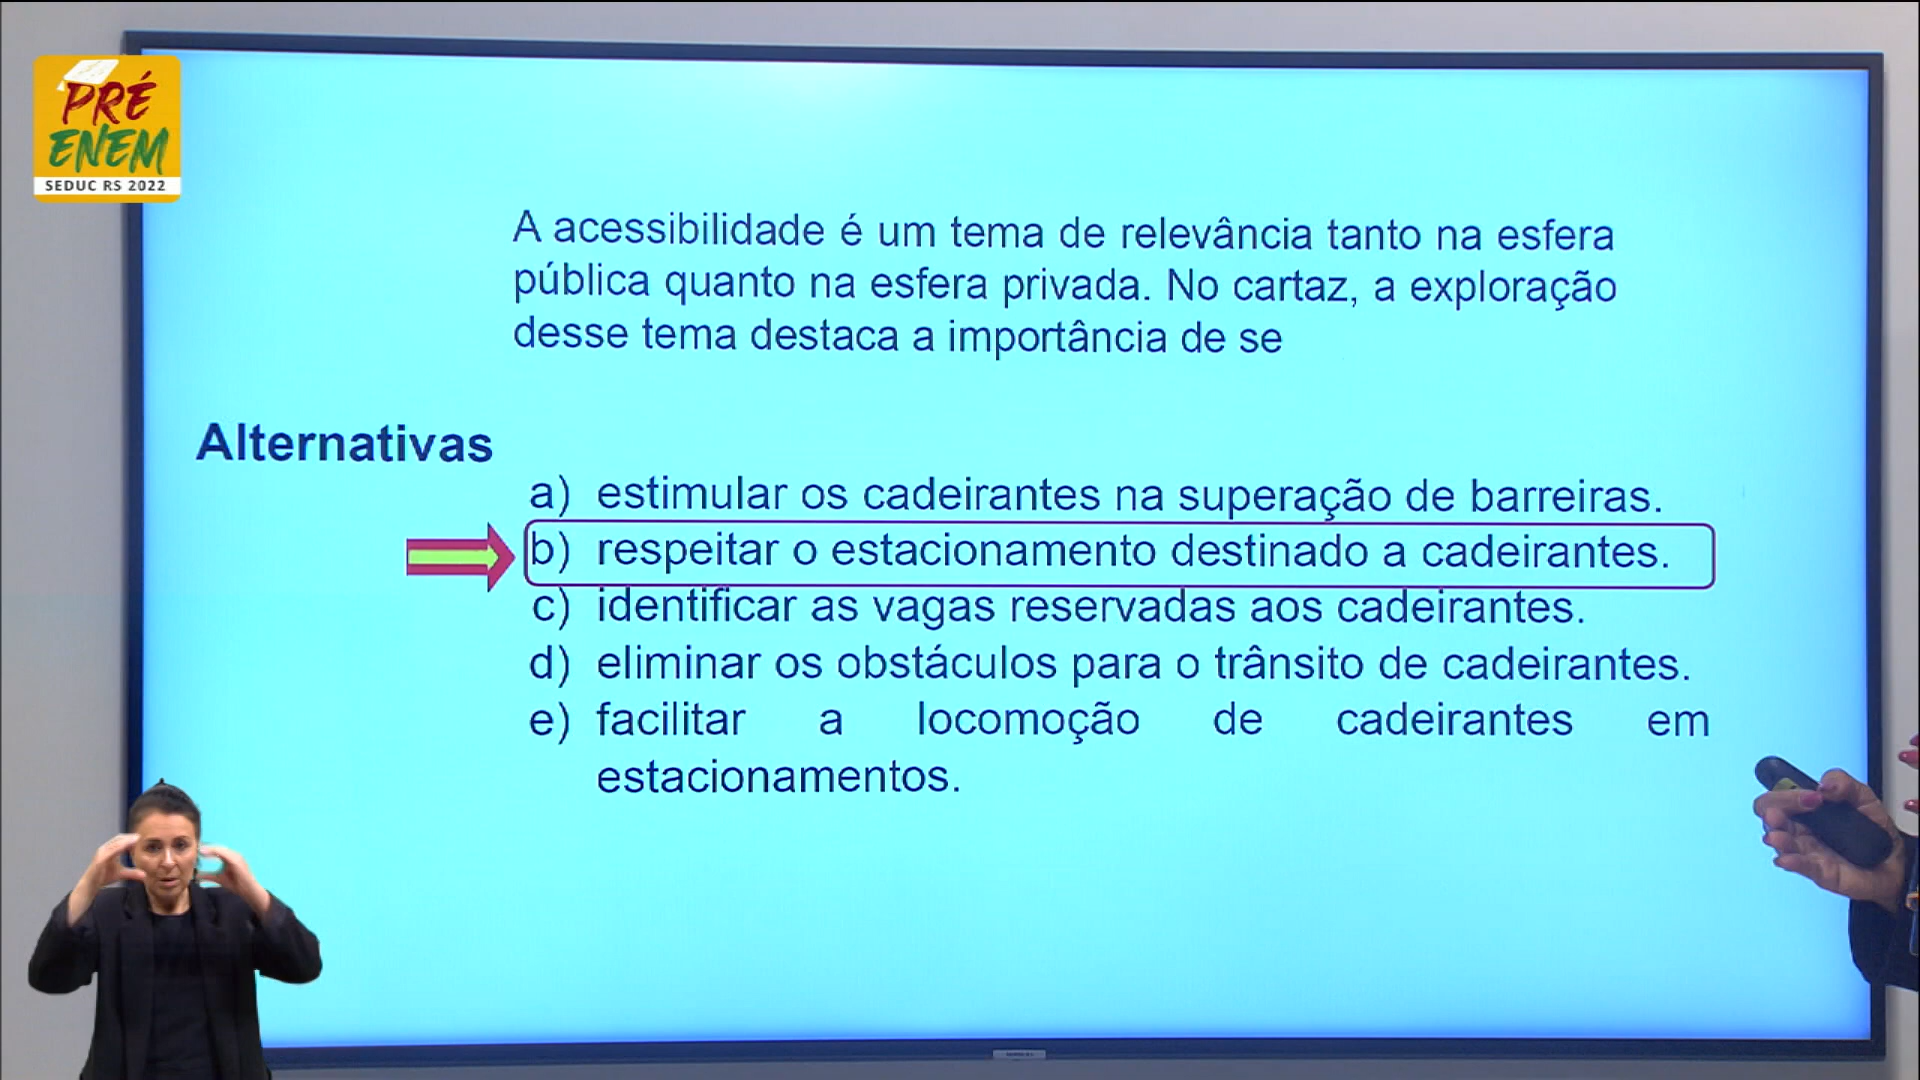 PRÉ
ENEM
SEDUC RS 2022
A acessibilidade é um tema de relevância tanto na esfera
pública quanto na esfera privada. No cartaz, a exploração
desse tema destaca a importância de se
Alternativas
a) estimular os cadeirantes na superação de barreiras.
b) respeitar o estacionamento destinado a cadeirantes.
c) identificar as vagas reservadas aos cadeirantes.
d) eliminar os obstáculos para o trânsito de cadeirantes.
e) facilitar a locomoção de cadeirantes em
estacionamentos.